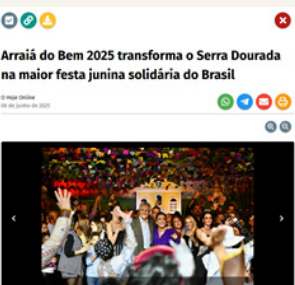 Arraiá do Bem 2025 transforma o Serra Dourada
na maior festa junina solidária do Brasil
O Hoje Online
06 de junho de 2025